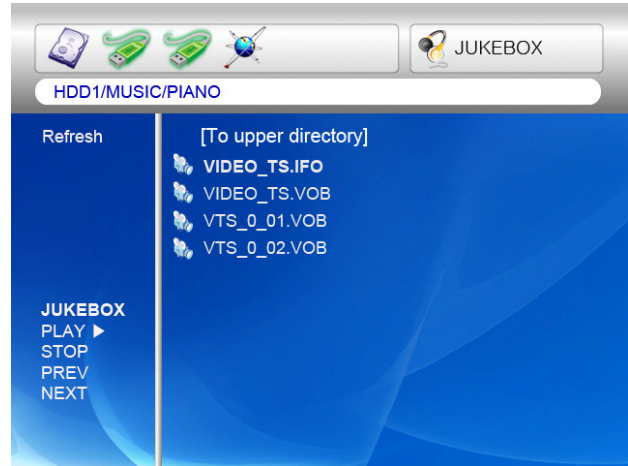 JUKEBOX
HDD1/MUSIC/PIANO
Refresh
[To upper directory]
VIDEO_TS.IFO
VIDEO_TS.VOB
VTS_0_01.VOB
VTS_0_02.VOB
JUKEBOX
PLAY ▶
STOP
PREV
NEXT